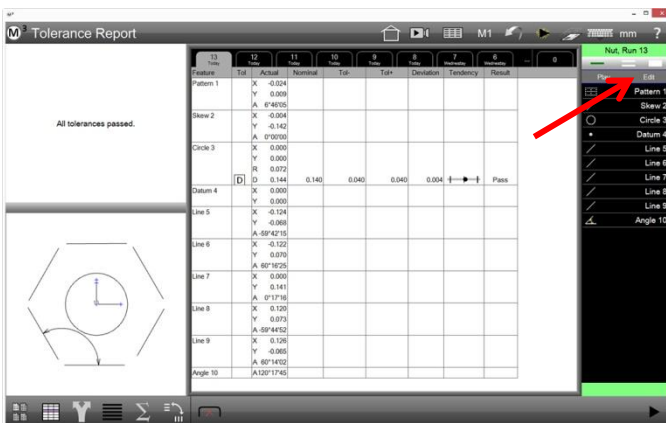 M³ Tolerance Report M1 mm ?
Nut, Run 13
Play Edit
13 12 11 10 9 8 7 6 ... 0
Today Today Today Today Today Today Wednesday Wednesday
Feature Tol Actual Nominal Tol- Tol+ Deviation Tendency Result
Pattern 1 X -0.024
Y 0.009
A 6°46'05
Skew 2 X -0.004
Y -0.142
A 0°00'00
Circle 3 X 0.000
Y 0.000
R 0.072
D D 0.144 0.140 0.040 0.040 0.004 Pass
Datum 4 X 0.000
Y 0.000
Line 5 X -0.124
Y -0.068
A -59°42'15
Line 6 X -0.122
Y 0.070
A 60°16'25
Line 7 X 0.000
Y 0.141
A 0°17'16
Line 8 X 0.120
Y 0.073
A -59°44'52
Line 9 X 0.126
Y -0.065
A 60°14'02
Angle 10 A 120°17'45
All tolerances passed.
Pattern 1
Skew 2
Circle 3
Datum 4
Line 5
Line 6
Line 7
Line 8
Line 9
Angle 10